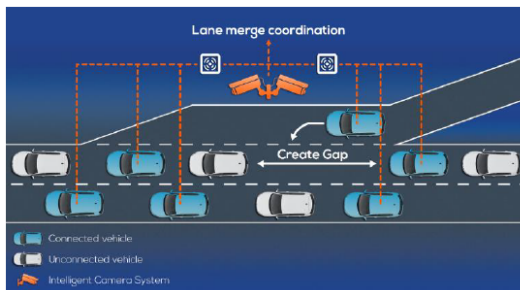 Lane merge coordination
Create Gap
Connected vehicle
Unconnected vehicle
Intelligent Camera System